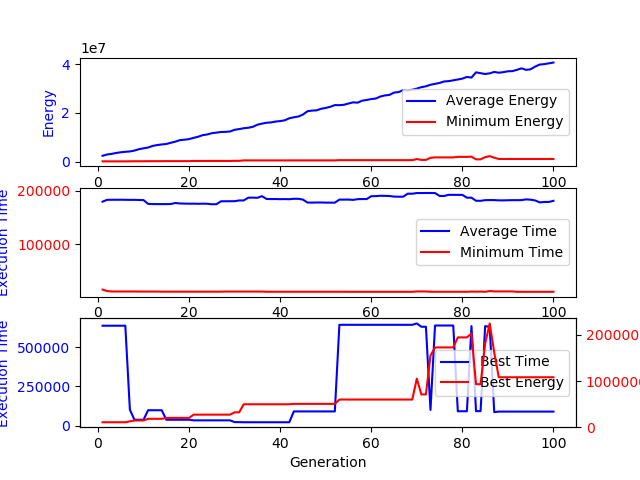 1e7
4
2
0
Energy
Average Energy
Minimum Energy
0 20 40 60 80 100
200000
100000
Execution Time
Average Time
Minimum Time
0 20 40 60 80 100
500000
250000
0
Execution Time
Best Time
Best Energy
2000000
1000000
0
0 20 40 60 80 100
Generation